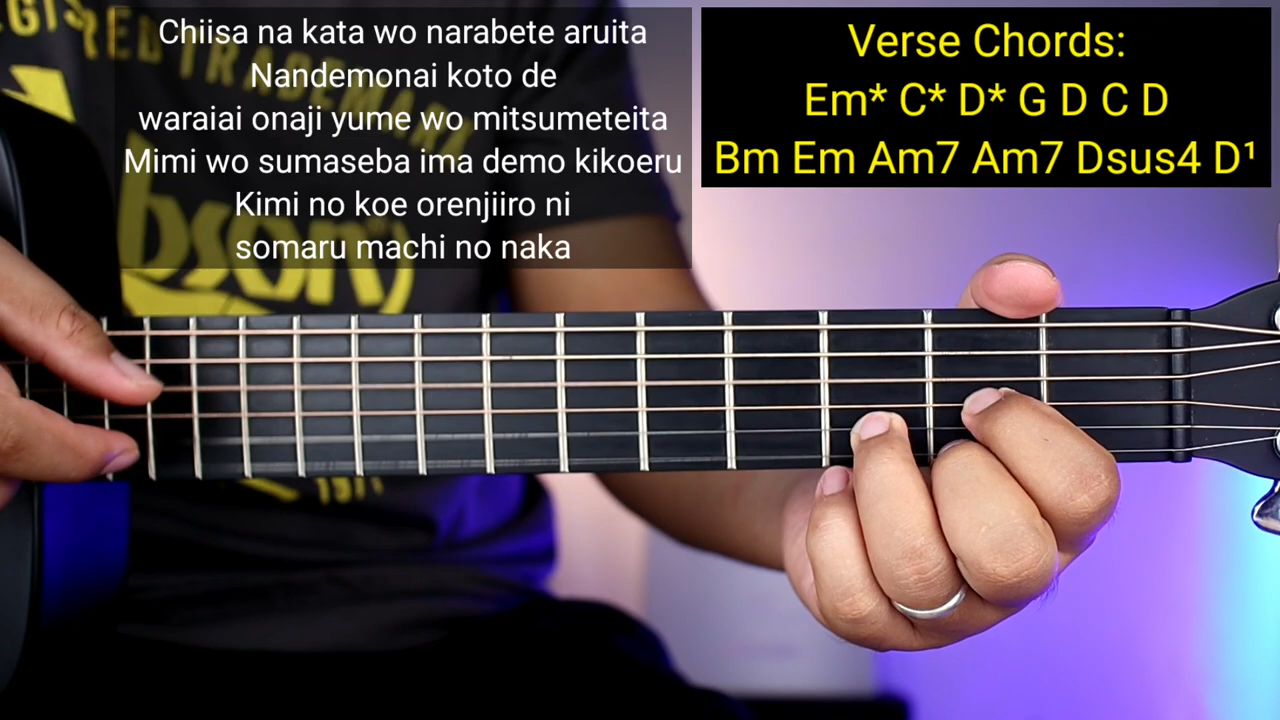 Chiisa na kata wo narabete aruita
Nandemonai koto de
waraiai onaji yume wo mitsumeteita
Mimi wo sumaseba ima demo kikoeru
Kimi no koe orenjiiro ni
somaru machi no naka
Verse Chords:
Em* C* D* G D C D
Bm Em Am7 Am7 Dsus4 D¹
RED TRADEMARK